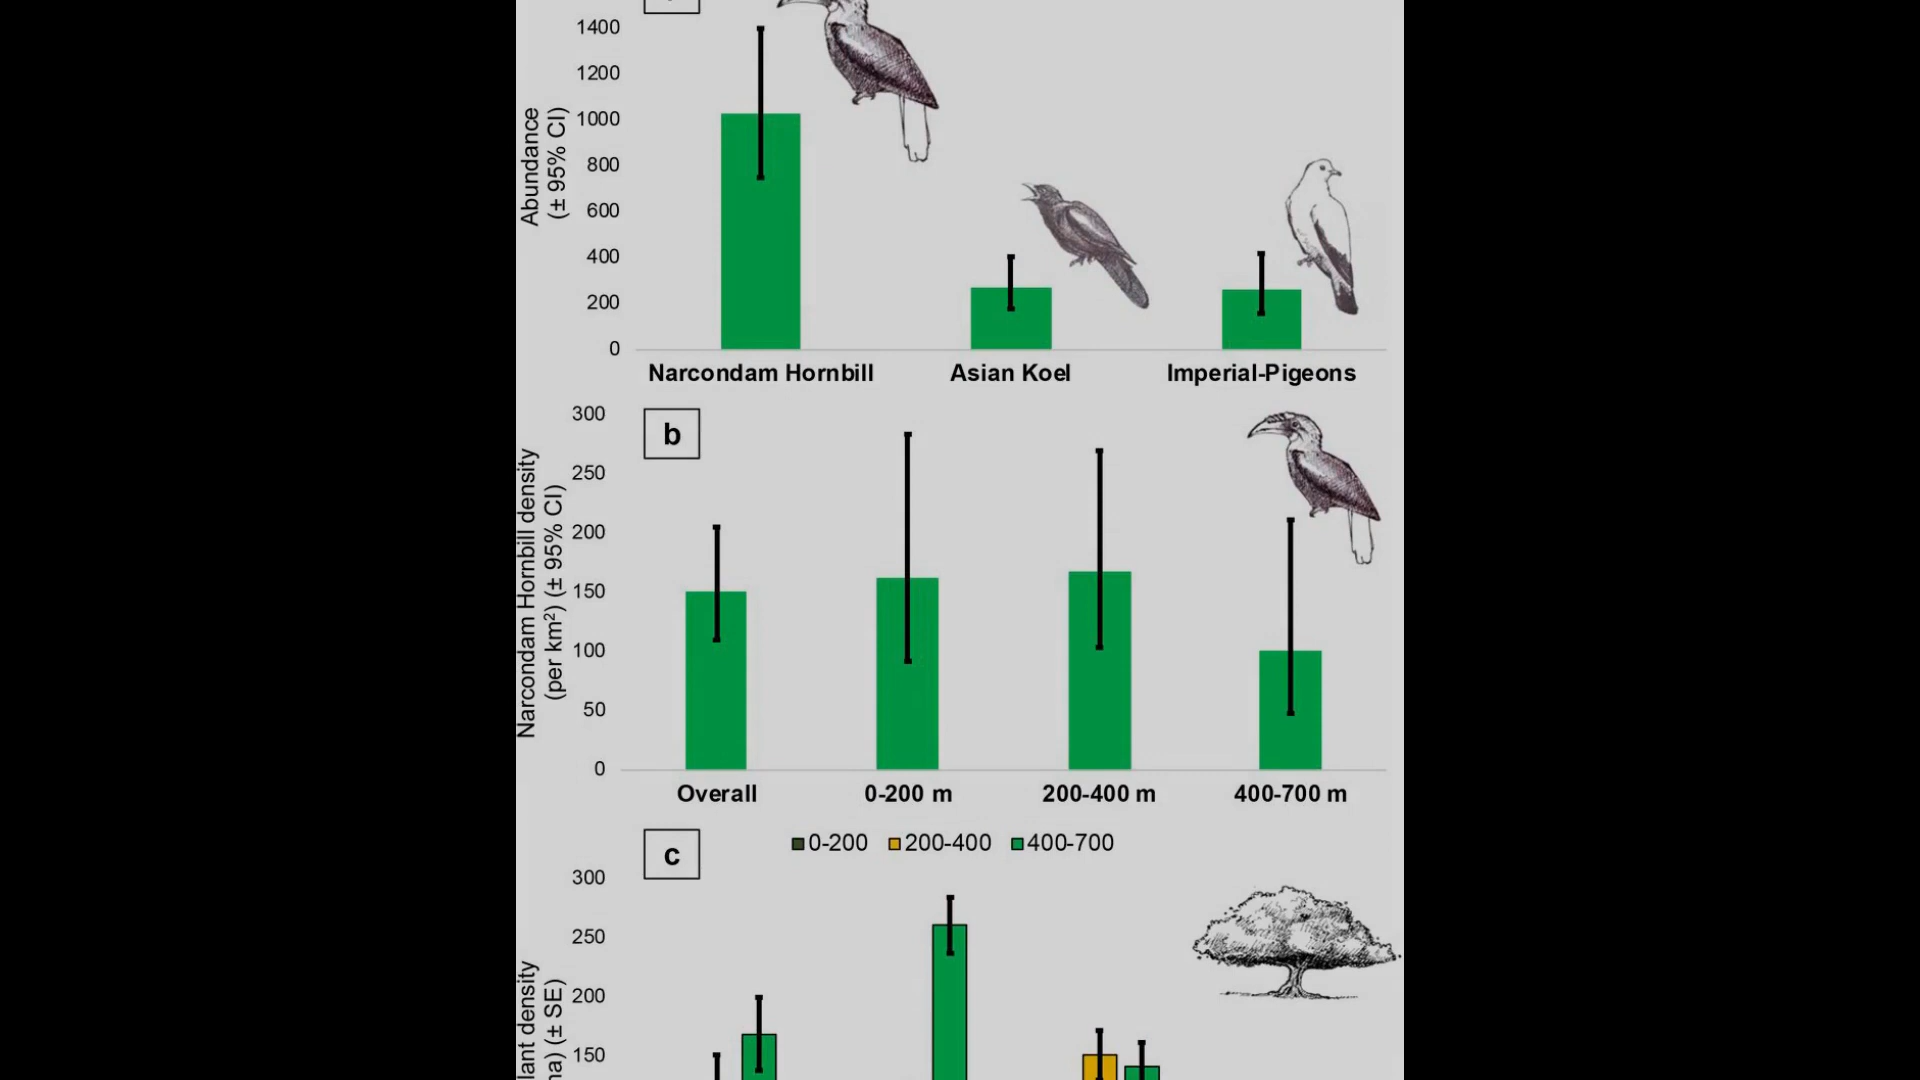 1400
1200
1000
800
600
400
200
0
Abundance
(± 95% CI)
Narcondam Hornbill Asian Koel Imperial-Pigeons
b
300
250
200
150
100
50
0
Narcondam Hornbill density
(per km²) (± 95% CI)
Overall 0-200 m 200-400 m 400-700 m
c
0-200 200-400 400-700
300
250
200
150
density
(± SE)